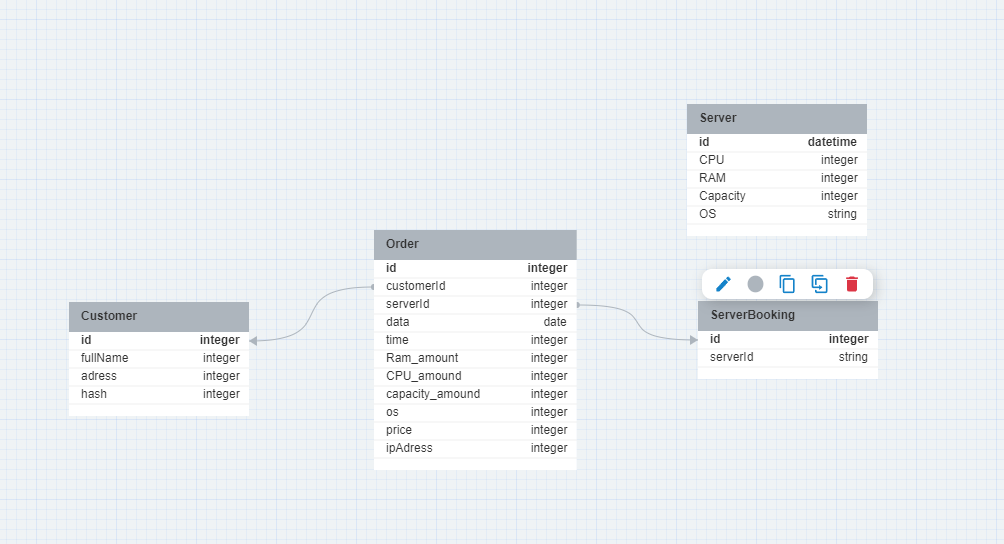 Server
id datetime
CPU integer
RAM integer
Capacity integer
OS string
Order
id integer
customerId integer
serverId integer
data date
time integer
Ram_amount integer
CPU_amound integer
capacity_amound integer
os integer
price integer
ipAdress integer
Customer
id integer
fullName integer
adress integer
hash integer
ServerBooking
id integer
serverId string